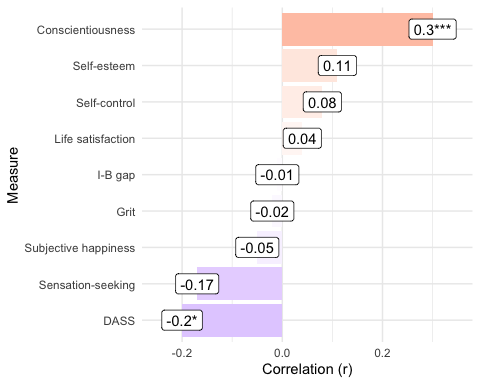 Conscientiousness 0.3***
Self-esteem 0.11
Self-control 0.08
Life satisfaction 0.04
I-B gap -0.01
Grit -0.02
Subjective happiness -0.05
Sensation-seeking -0.17
DASS -0.2*
Measure
-0.2 0.0 0.2
Correlation (r)